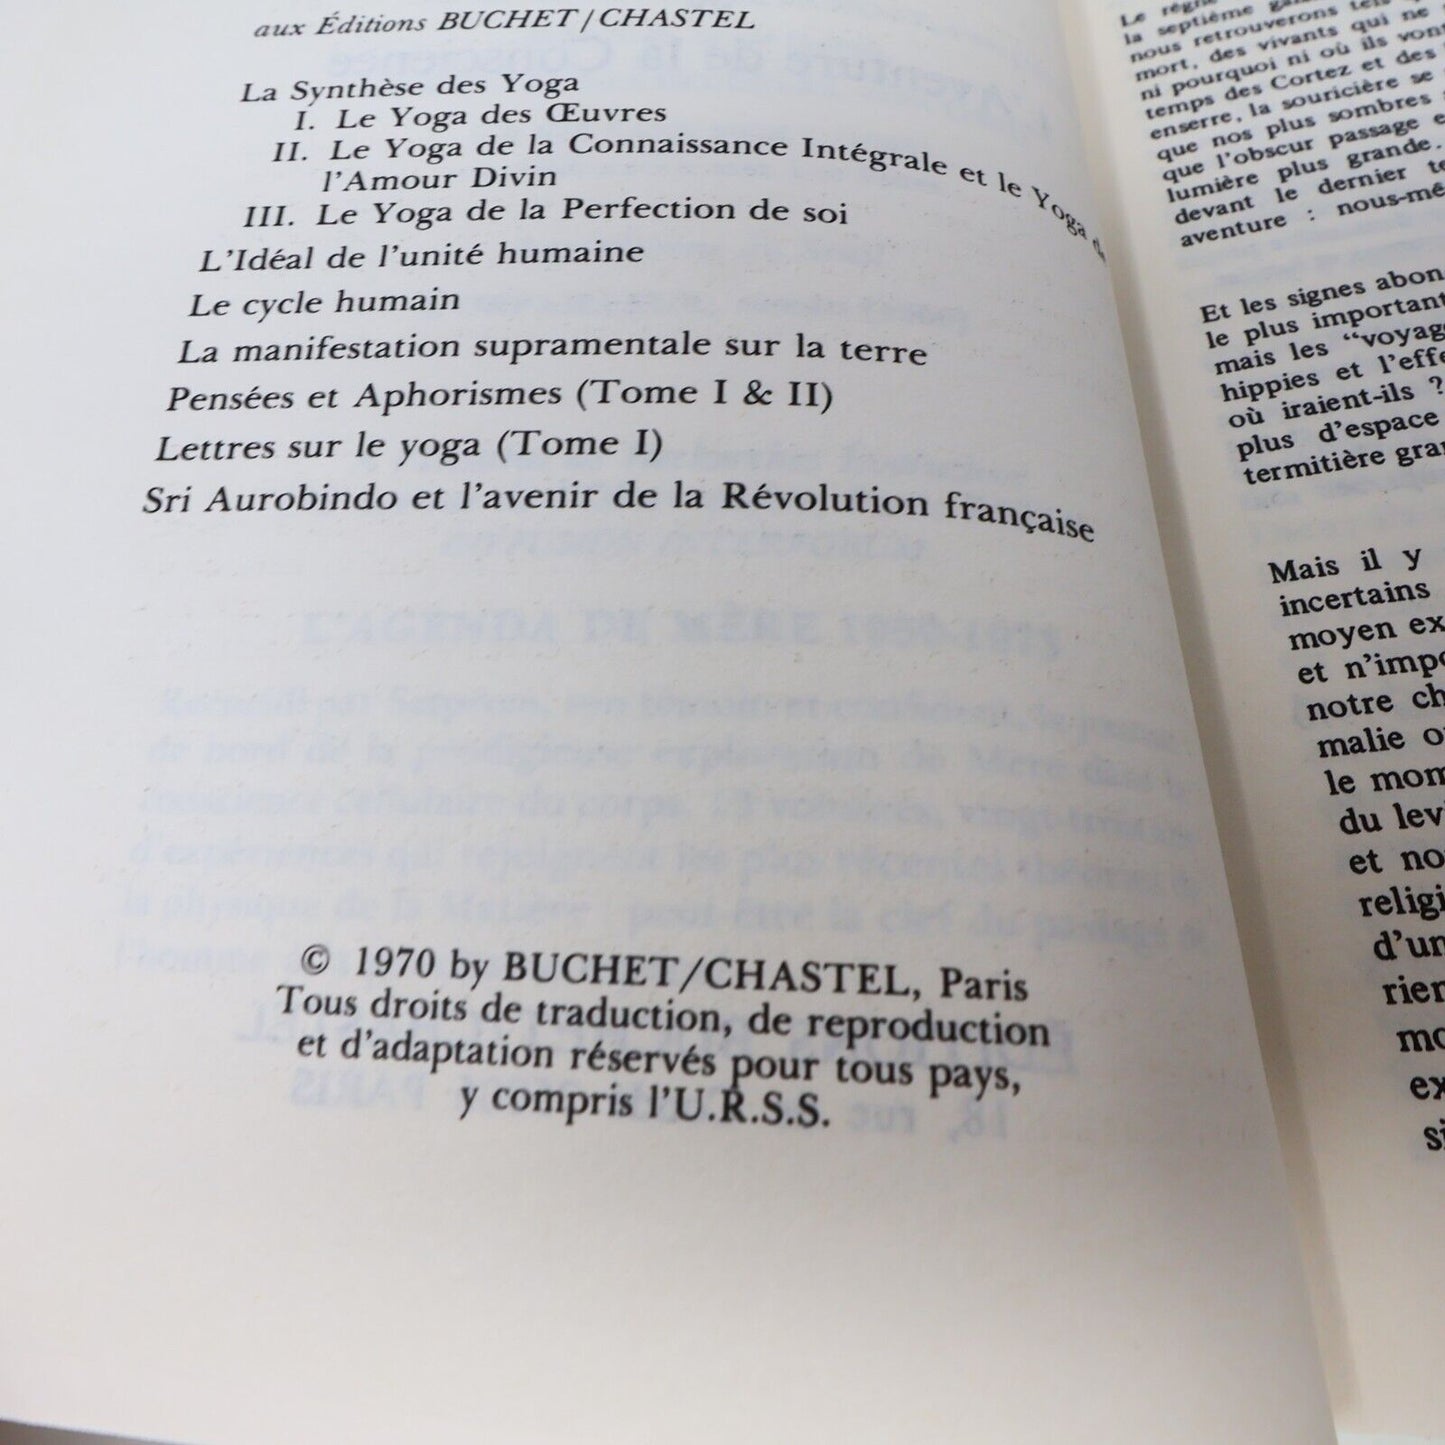 aux Éditions BUCHET/CHASTEL
La Synthèse des Yoga
I. Le Yoga des Œuvres
II. Le Yoga de la Connaissance Intégrale et le Yoga de
l'Amour Divin
III. Le Yoga de la Perfection de soi
L'Idéal de l'unité humaine
Le cycle humain
La manifestation supramentale sur la terre
Pensées et Aphorismes (Tome I & II)
Lettres sur le yoga (Tome I)
Sri Aurobindo et l'avenir de la Révolution française
© 1970 by BUCHET/CHASTEL, Paris
Tous droits de traduction, de reproduction
et d'adaptation réservés pour tous pays,
y compris l'U.R.S.S.
Le règne
la septième
nous retrouverons tels
mort, des vivants qui ne
ni pourquoi ni où ils vont
temps des Cortez et des
enserre, la souricière se
que nos plus sombres
que l'obscur passage
lumière plus grande.
devant le dernier
aventure : nous-mê
Et les signes abon
le plus important
mais les “voyag
hippies et l'effe
où iraient-ils ?
plus d'espace
termitière gra
Mais il y
incertains
moyen ex
et n'impo
notre ch
malie o
le mom
du lev
et no
religi
d'un
rien
mo
ex
si